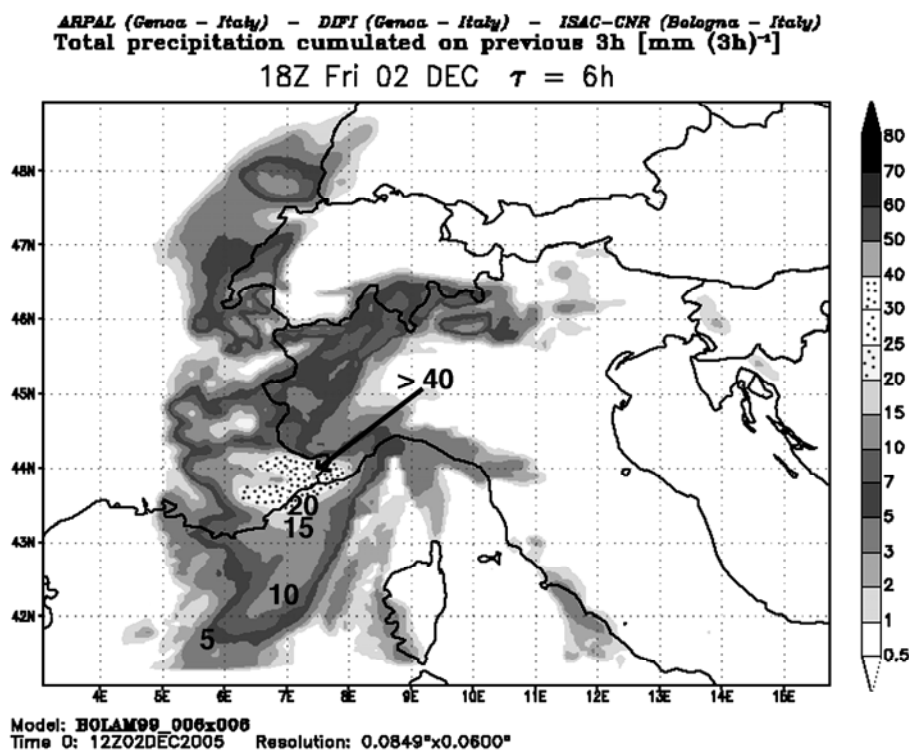 ARPAL (Genoa - Italy) - DIFI (Genoa - Italy) - ISAC-CNR (Bologna - Italy)
Total precipitation cumulated on previous 3h [mm (3h)⁻¹]
18Z Fri 02 DEC τ = 6h
48N
47N
46N
45N
44N
43N
42N
> 40
20
15
10
5
80
70
60
50
40
30
25
20
15
10
7
5
3
2
1
0.5
4E 5E 6E 7E 8E 9E 10E 11E 12E 13E 14E 15E
Model: BOLAM99_006x006
Time 0: 12Z02DEC2005 Resolution: 0.0849°x0.0600°